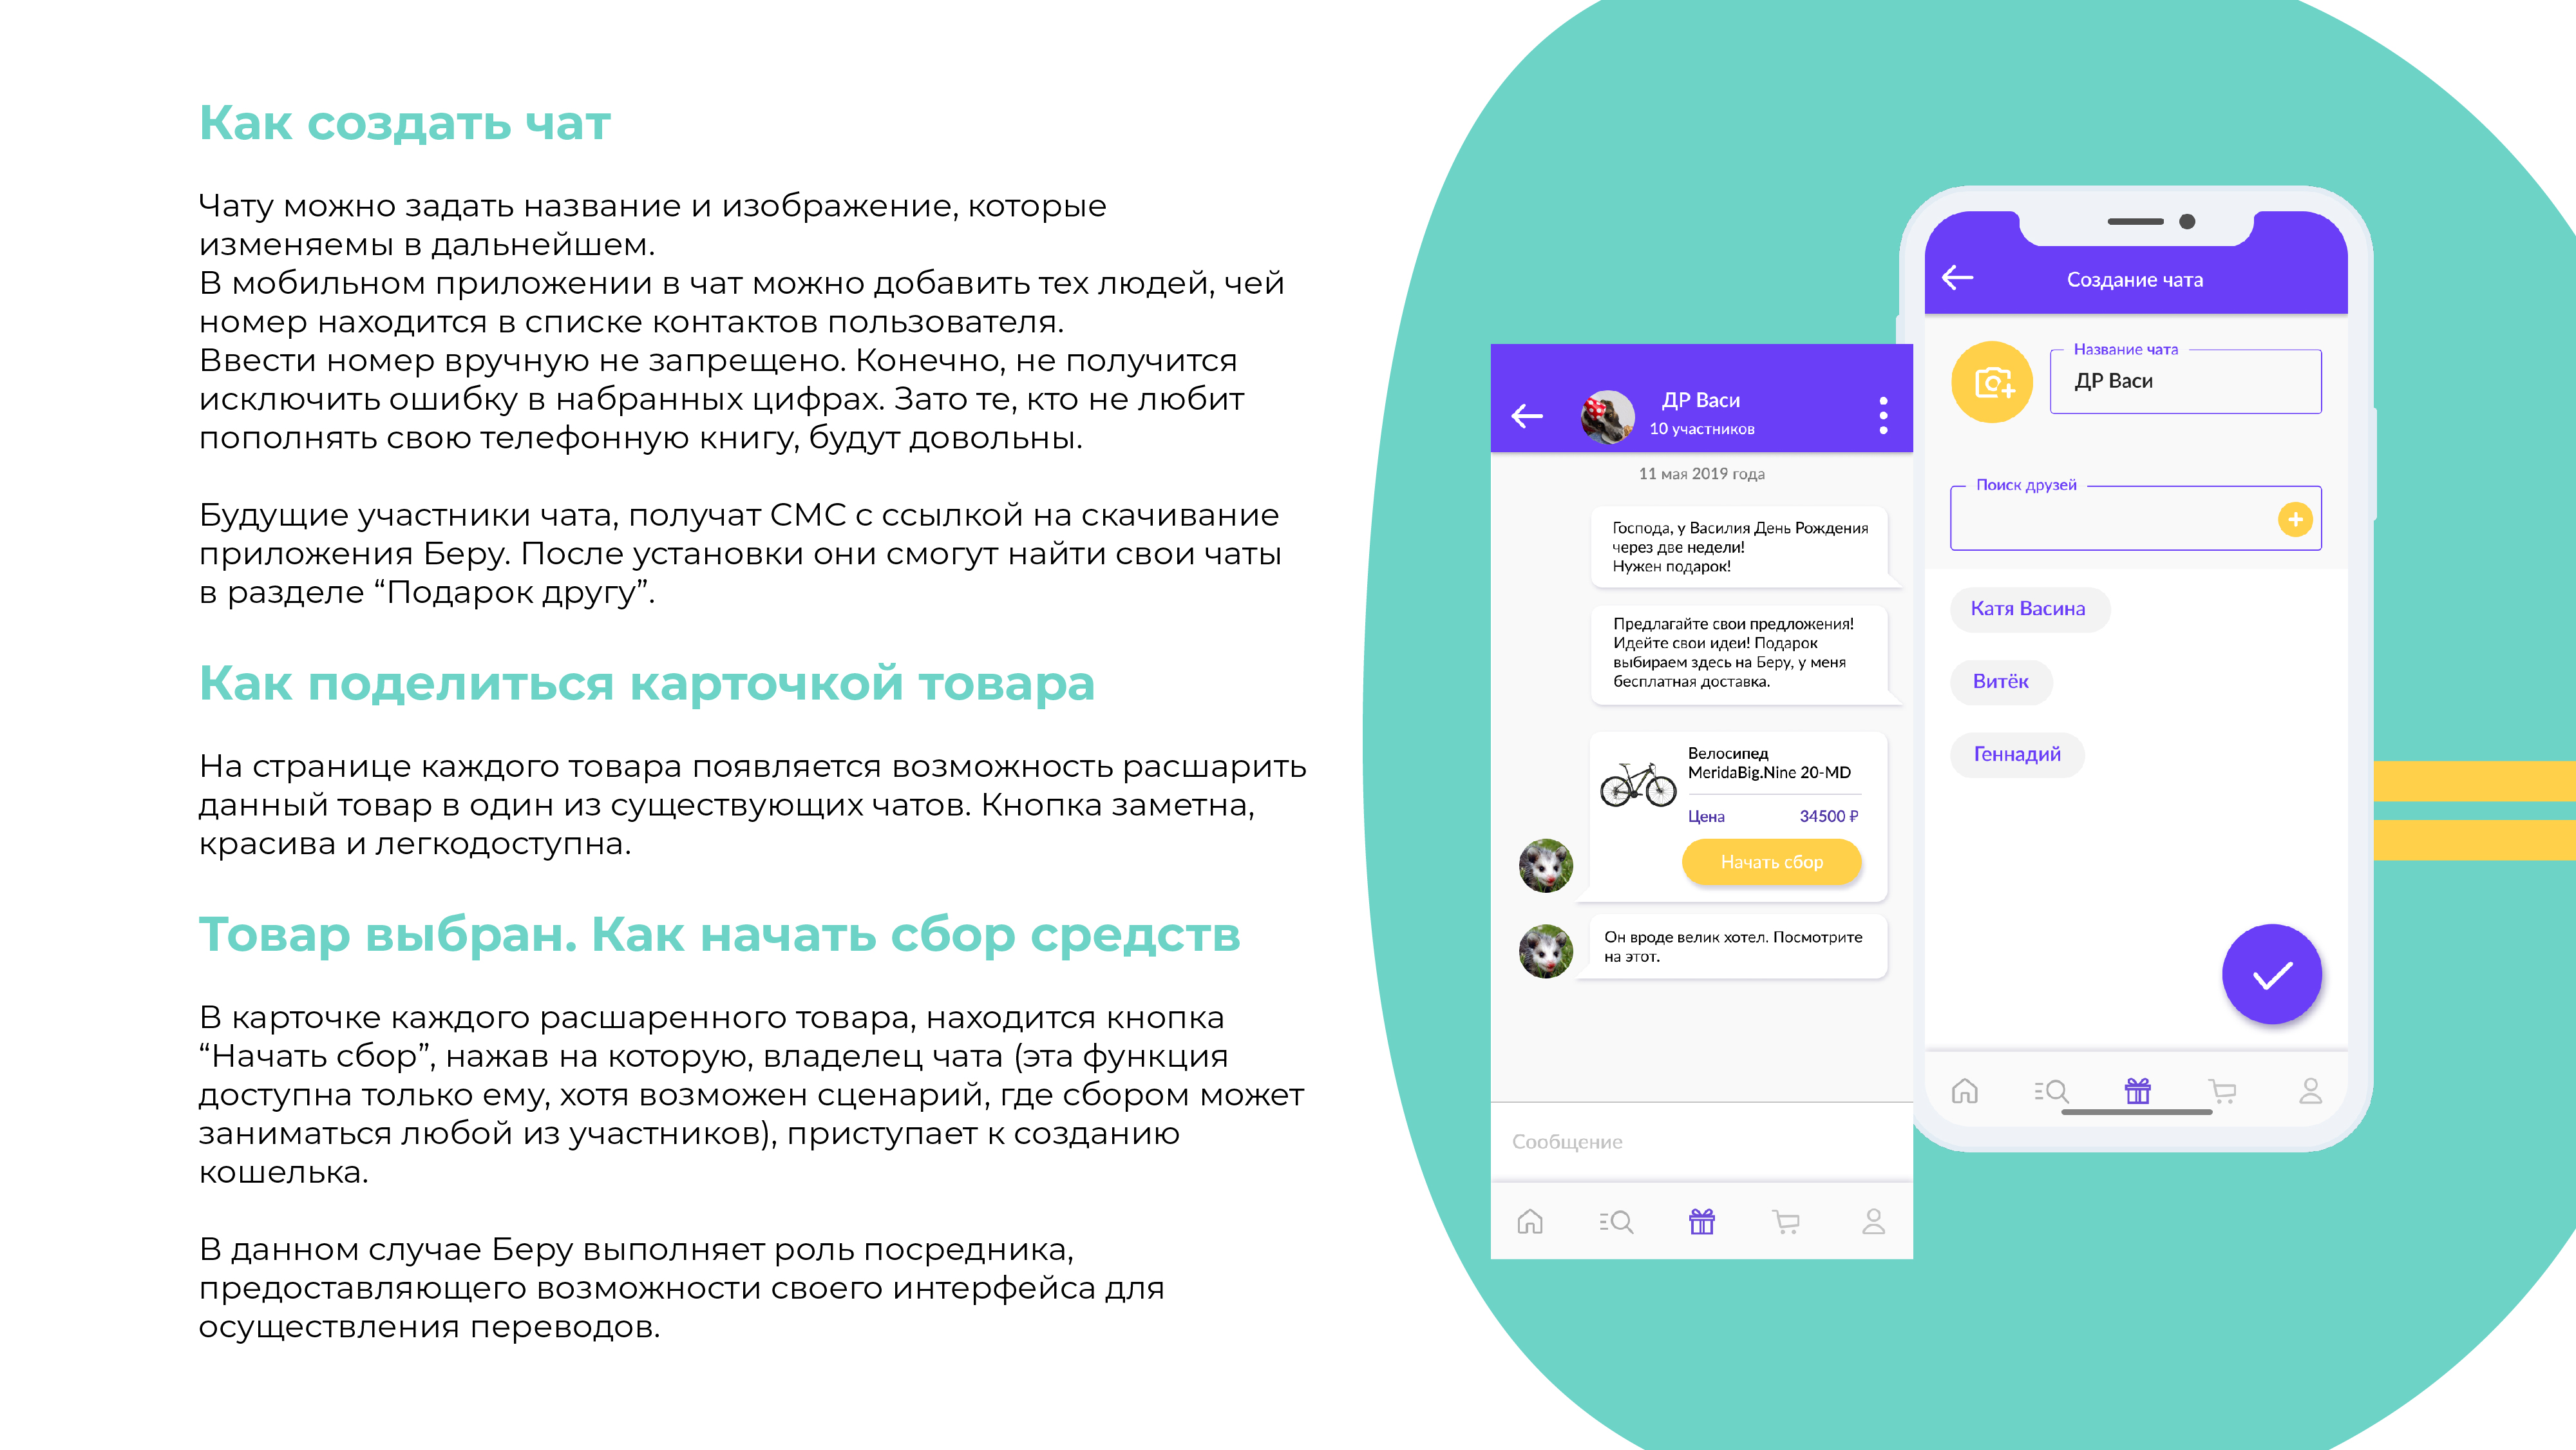 Как создать чат
Чату можно задать название и изображение, которые
изменяемы в дальнейшем.
В мобильном приложении в чат можно добавить тех людей, чей
номер находится в списке контактов пользователя.
Ввести номер вручную не запрещено. Конечно, не получится
исключить ошибку в набранных цифрах. Зато те, кто не любит
пополнять свою телефонную книгу, будут довольны.
Будущие участники чата, получат СМС с ссылкой на скачивание
приложения Беру. После установки они смогут найти свои чаты
в разделе “Подарок другу”.
Как поделиться карточкой товара
На странице каждого товара появляется возможность расшарить
данный товар в один из существующих чатов. Кнопка заметна,
красива и легкодоступна.
Товар выбран. Как начать сбор средств
В карточке каждого расшаренного товара, находится кнопка
“Начать сбор”, нажав на которую, владелец чата (эта функция
доступна только ему, хотя возможен сценарий, где сбором может
заниматься любой из участников), приступает к созданию
кошелька.
В данном случае Беру выполняет роль посредника,
предоставляющего возможности своего интерфейса для
осуществления переводов.
ДР Васи
10 участников
11 мая 2019 года
Господа, у Василия День Рождения
через две недели!
Нужен подарок!
Предлагайте свои предложения!
Идейте свои идеи! Подарок
выбираем здесь на Беру, у меня
бесплатная доставка.
Велосипед
MeridaBig.Nine 20-MD
Цена 34500 ₽
Начать сбор
Он вроде велик хотел. Посмотрите
на этот.
Сообщение
Создание чата
Название чата
ДР Васи
Поиск друзей
Катя Васина
Витёк
Геннадий